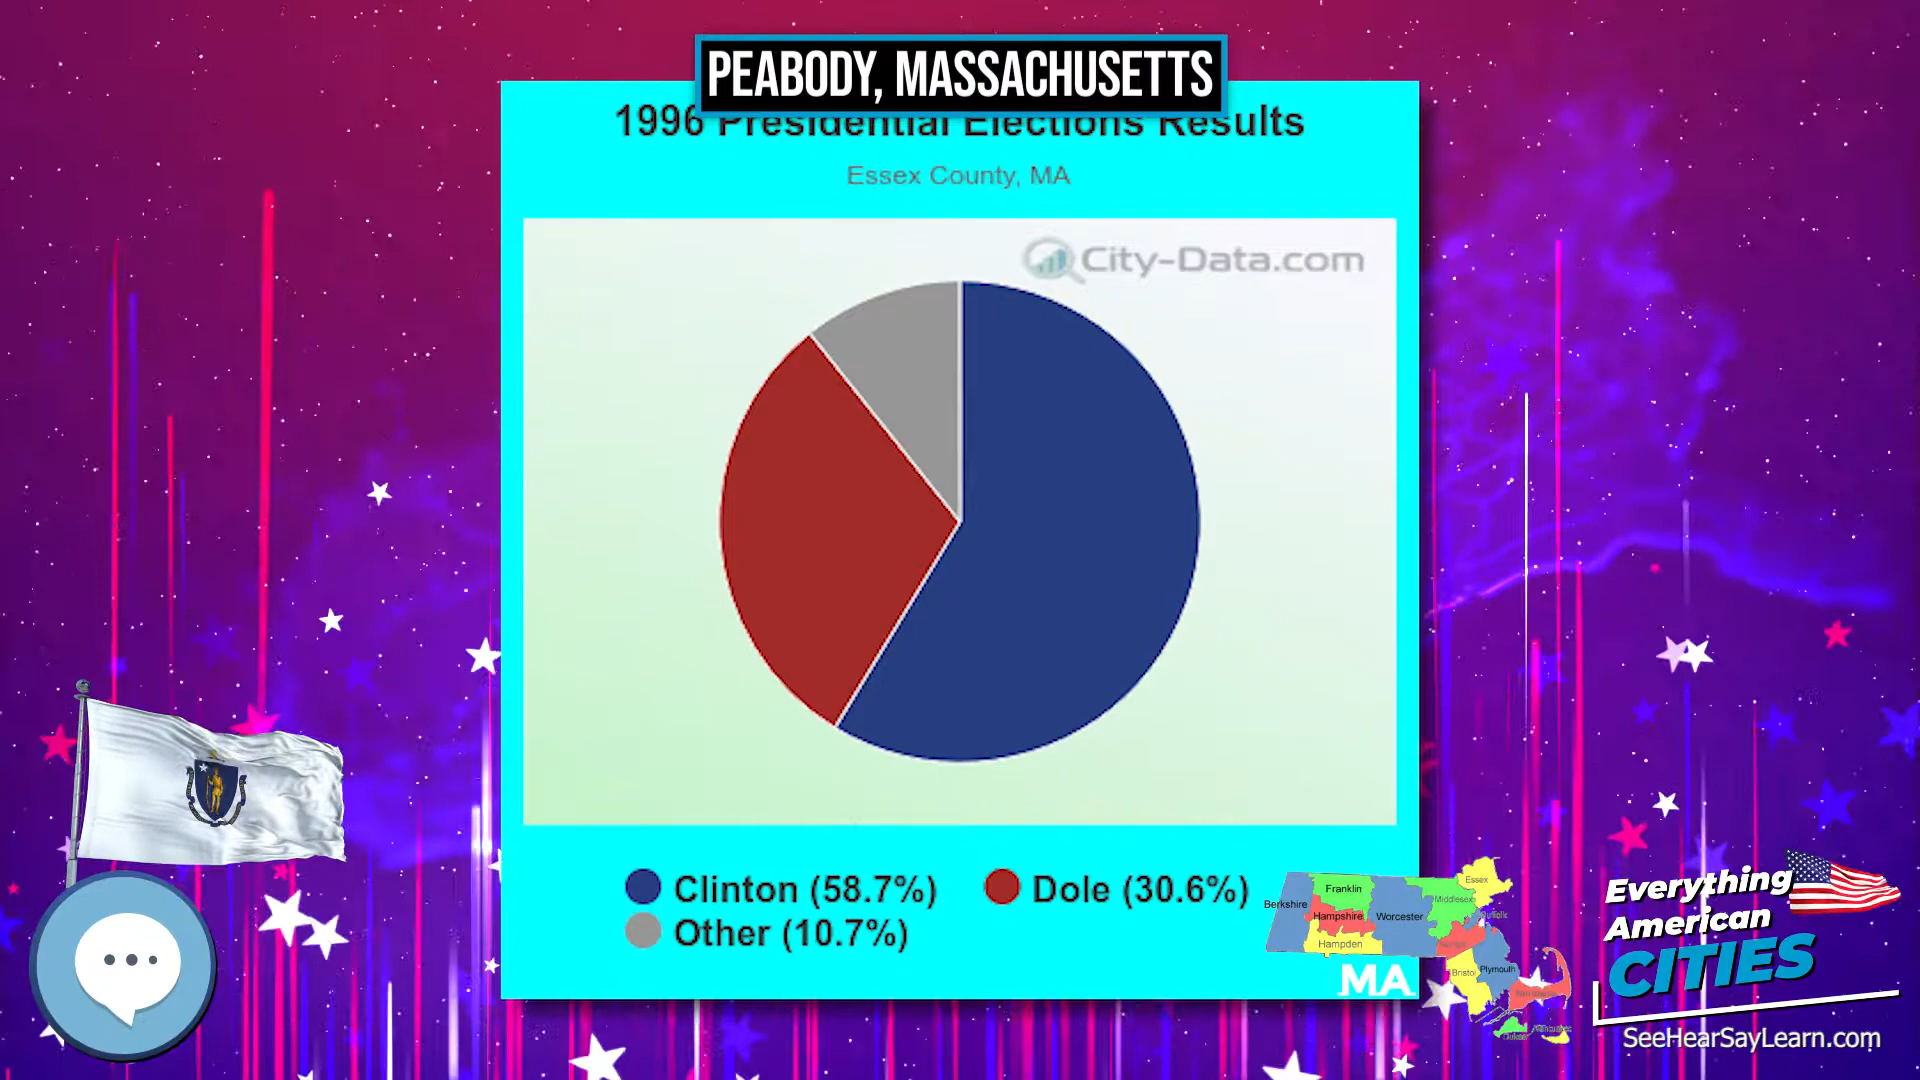 PEABODY, MASSACHUSETTS
1996 Presidential Elections Results
Essex County, MA
City-Data.com
Clinton (58.7%) Dole (30.6%)
Other (10.7%)
Berkshire
Franklin
Hampshire
Hampden
Worcester
Middlesex
Essex
Suffolk
Bristol
Plymouth
MA
Everything
American
CITIES
SeeHearSayLearn.com